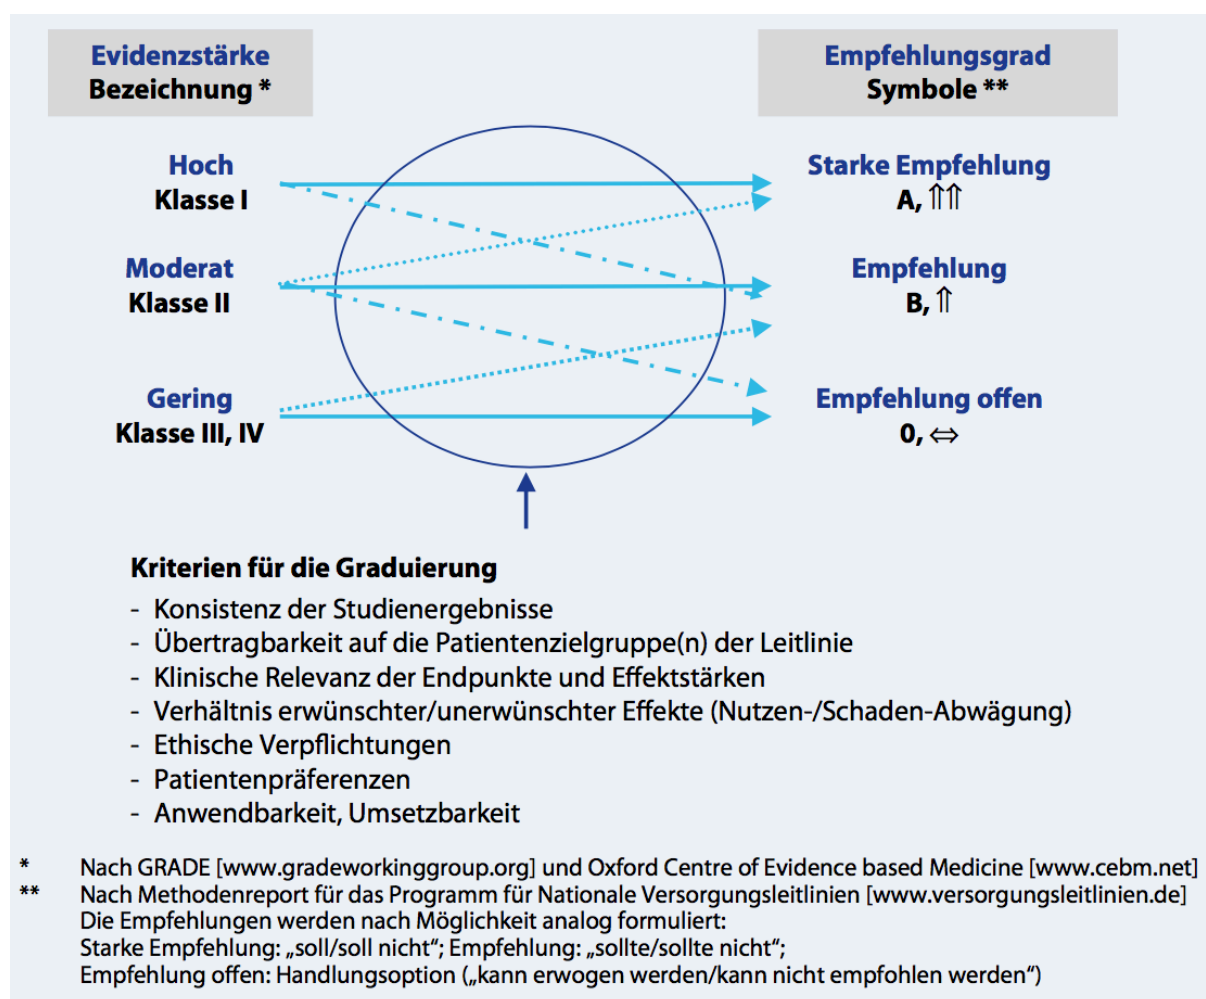 Evidenzstärke
Bezeichnung *
Empfehlungsgrad
Symbole **
Hoch
Klasse I
Starke Empfehlung
A, ⇑⇑
Moderat
Klasse II
Empfehlung
B, ⇑
Gering
Klasse III, IV
Empfehlung offen
0, ⇔
Kriterien für die Graduierung
- Konsistenz der Studienergebnisse
- Übertragbarkeit auf die Patientenzielgruppe(n) der Leitlinie
- Klinische Relevanz der Endpunkte und Effektstärken
- Verhältnis erwünschter/unerwünschter Effekte (Nutzen-/Schaden-Abwägung)
- Ethische Verpflichtungen
- Patientenpräferenzen
- Anwendbarkeit, Umsetzbarkeit
* Nach GRADE [www.gradeworkinggroup.org] und Oxford Centre of Evidence based Medicine [www.cebm.net]
** Nach Methodenreport für das Programm für Nationale Versorgungsleitlinien [www.versorgungsleitlinien.de]
Die Empfehlungen werden nach Möglichkeit analog formuliert:
Starke Empfehlung: „soll/soll nicht“; Empfehlung: „sollte/sollte nicht“;
Empfehlung offen: Handlungsoption („kann erwogen werden/kann nicht empfohlen werden“)